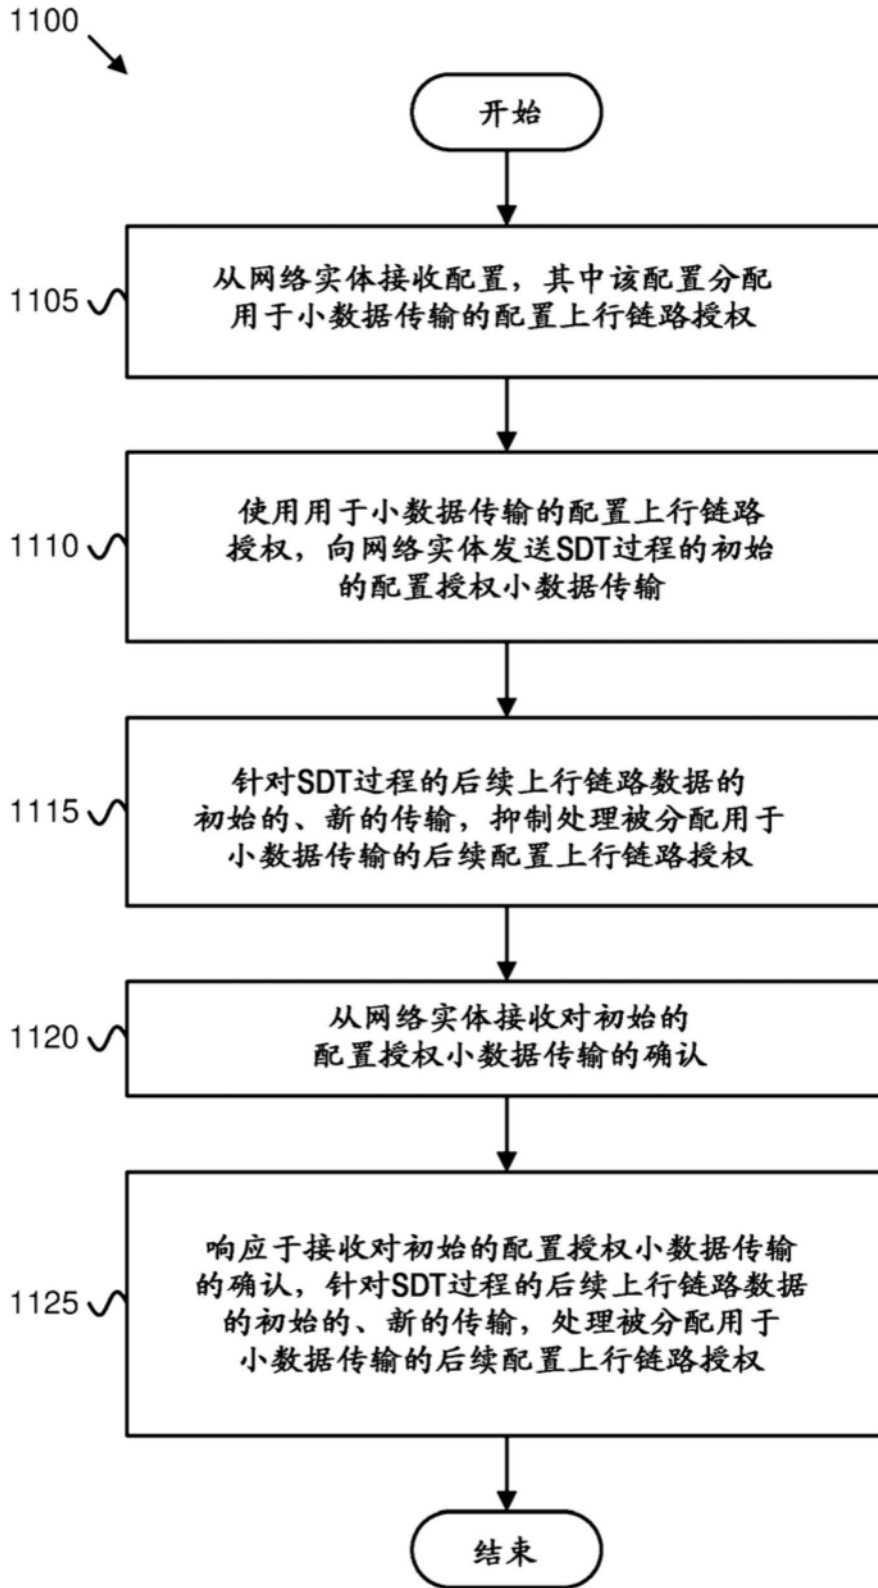 1100
开始
1105
从网络实体接收配置，其中该配置分配
用于小数据传输的配置上行链路授权
1110
使用用于小数据传输的配置上行链路
授权，向网络实体发送SDT过程的初始
的配置授权小数据传输
1115
针对SDT过程的后续上行链路数据的
初始的、新的传输，抑制处理被分配用于
小数据传输的后续配置上行链路授权
1120
从网络实体接收对初始的
配置授权小数据传输的确认
1125
响应于接收对初始的配置授权小数据传输
的确认，针对SDT过程的后续上行链路数据
的初始的、新的传输，处理被分配用于
小数据传输的后续配置上行链路授权
结束